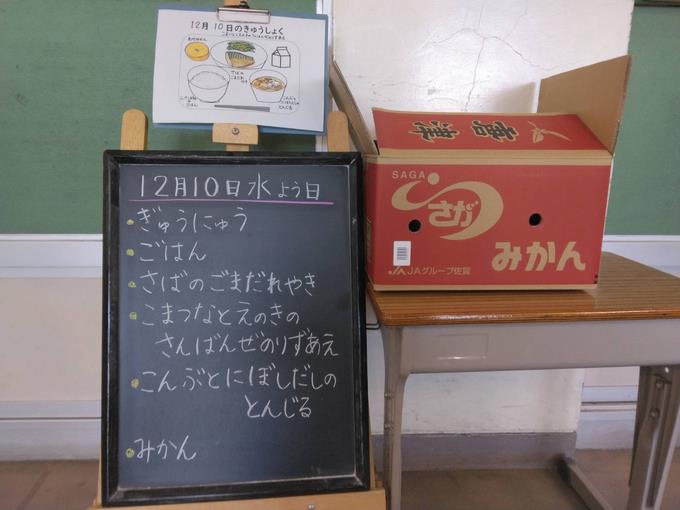 12月10日のきゅうしょく
12月10日水よう日
ぎゅうにゅう
ごはん
さばのごまだれやき
こまつなとえのきの
さんばんぜのりずあえ
こんぶとにぼしだしの
とんじる
みかん
SAGA
さが
みかん
JAグループ佐賀